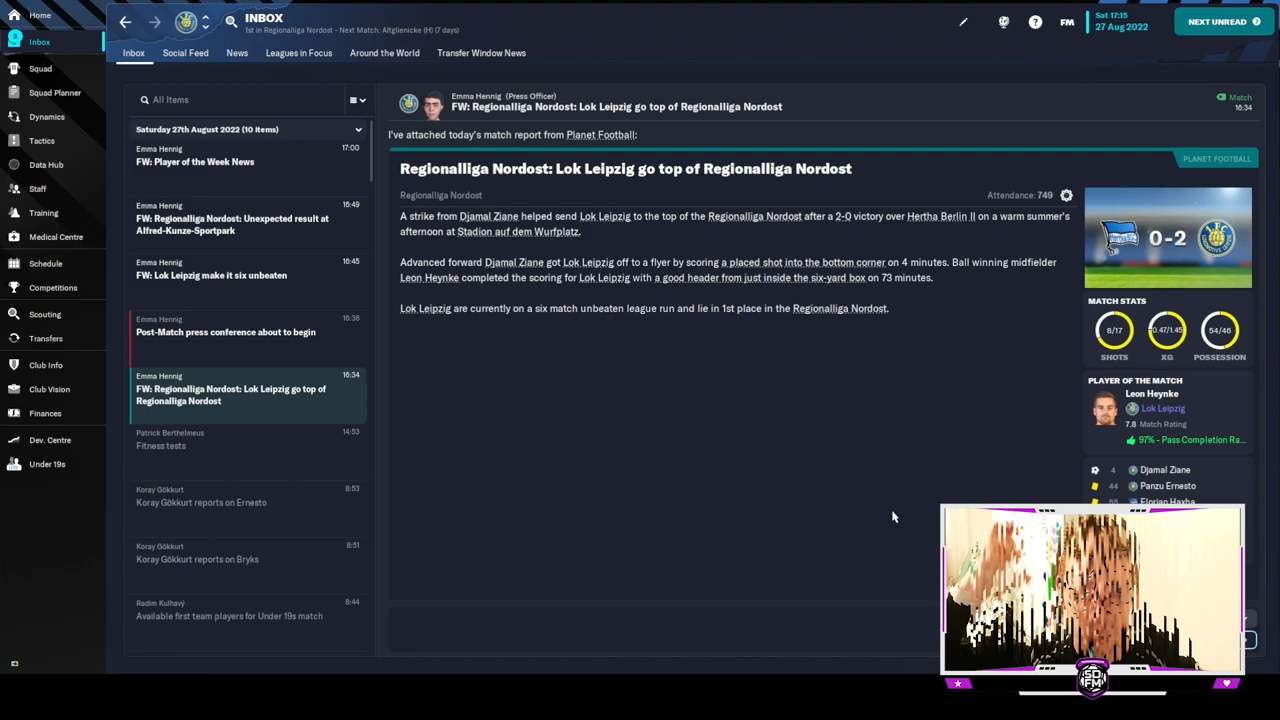 Home
INBOX
1st in Regionalliga Nordost - Next Match: Altglienicke (H) (7 days)
FM
Sat 17:15
27 Aug 2022
NEXT UNREAD
3
Inbox
Squad
Squad Planner
Dynamics
Tactics
Data Hub
Staff
Training
Medical Centre
Schedule
Competitions
Scouting
Transfers
Club Info
Club Vision
Finances
Dev. Centre
Under 19s
Inbox Social Feed News Leagues in Focus Around the World Transfer Window News
All Items
Saturday 27th August 2022 (10 items)
Emma Hennig 17:00
FW: Player of the Week News
Emma Hennig 16:49
FW: Regionalliga Nordost: Unexpected result at
Alfred-Kunze-Sportpark
Emma Hennig 16:45
FW: Lok Leipzig make it six unbeaten
Emma Hennig 16:38
Post-Match press conference about to begin
Emma Hennig 16:34
FW: Regionalliga Nordost: Lok Leipzig go top of
Regionalliga Nordost
Patrick Berthelmeus 14:53
Fitness tests
Koray Gökkurt 8:53
Koray Gökkurt reports on Ernesto
Koray Gökkurt 8:51
Koray Gökkurt reports on Bryks
Radim Kulhavý 8:44
Available first team players for Under 19s match
Emma Hennig (Press Officer)
FW: Regionalliga Nordost: Lok Leipzig go top of Regionalliga Nordost
Match
16:34
I've attached today's match report from Planet Football:
PLANET FOOTBALL
Regionalliga Nordost: Lok Leipzig go top of Regionalliga Nordost
Regionalliga Nordost
Attendance: 749
A strike from Djamal Ziane helped send Lok Leipzig to the top of the Regionalliga Nordost after a 2-0 victory over Hertha Berlin II on a warm summer's
afternoon at Stadion auf dem Wurfplatz.
Advanced forward Djamal Ziane got Lok Leipzig off to a flyer by scoring a placed shot into the bottom corner on 4 minutes. Ball winning midfielder
Leon Heynke completed the scoring for Lok Leipzig with a good header from just inside the six-yard box on 73 minutes.
Lok Leipzig are currently on a six match unbeaten league run and lie in 1st place in the Regionalliga Nordost.
0-2
MATCH STATS
8/17 0.47/1.45 54/46
SHOTS XG POSSESSION
PLAYER OF THE MATCH
Leon Heynke
Lok Leipzig
7.8 Match Rating
97% - Pass Completion Ra...
4 Djamal Ziane
44 Panzu Ernesto
55 Florian Haxha
SDFM